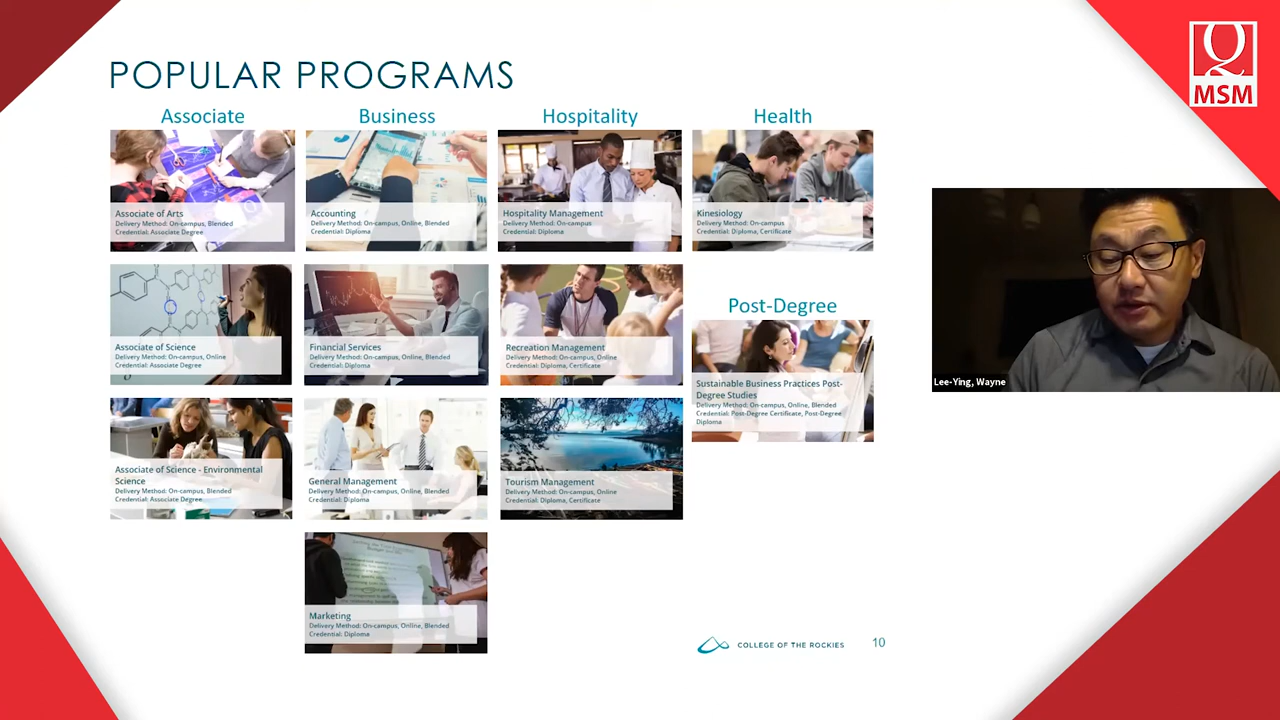 POPULAR PROGRAMS
MSM
Associate
Business
Hospitality
Health
Associate of Arts
Delivery Method: On-campus, Blended
Credential: Associate Degree
Accounting
Delivery Method: On-campus, Online, Blended
Credential: Diploma
Hospitality Management
Delivery Method: On-campus
Credential: Diploma
Kinesiology
Delivery Method: On-campus
Credential: Diploma, Certificate
Associate of Science
Delivery Method: On-campus, Online
Credential: Associate Degree
Financial Services
Delivery Method: On-campus, Online, Blended
Credential: Diploma
Recreation Management
Delivery Method: On-campus, Online
Credential: Diploma, Certificate
Post-Degree
Sustainable Business Practices Post-
Degree Studies
Delivery Method: On-campus, Online, Blended
Credential: Post-Degree Certificate, Post-Degree
Diploma
Lee-Ying, Wayne
Associate of Science - Environmental
Science
Delivery Method: On-campus, Blended
Credential: Associate Degree
General Management
Delivery Method: On-campus, Online, Blended
Credential: Diploma
Tourism Management
Delivery Method: On-campus, Online
Credential: Diploma, Certificate
Marketing
Delivery Method: On-campus, Online, Blended
Credential: Diploma
COLLEGE OF THE ROCKIES
10